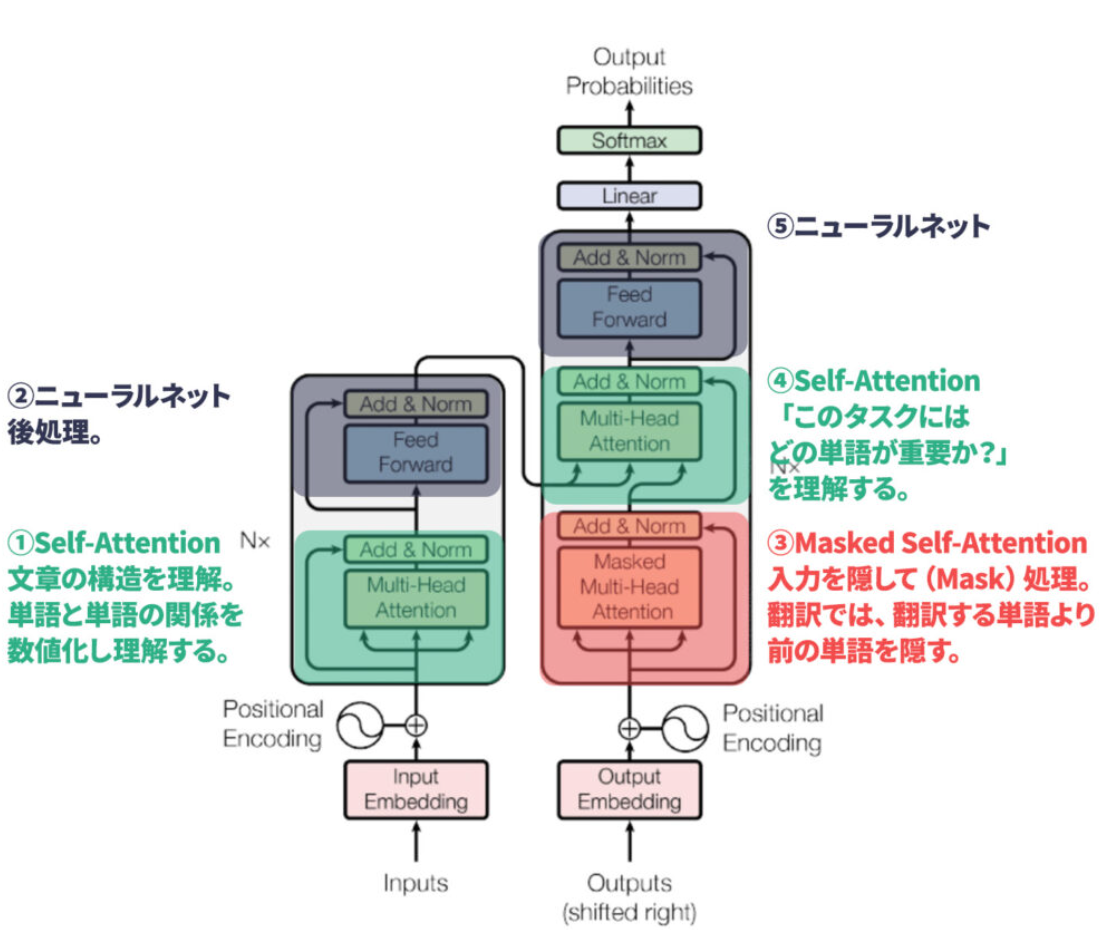 Output
Probabilities
Softmax
Linear
⑤ニューラルネット
Add & Norm
Feed
Forward
②ニューラルネット
後処理。
Add & Norm
Feed
Forward
Add & Norm
Multi-Head
Attention
④Self-Attention
「このタスクには
どの単語が重要か？」
を理解する。
N×
①Self-Attention
文章の構造を理解。
単語と単語の関係を
数値化し理解する。
N×
Add & Norm
Multi-Head
Attention
Add & Norm
Masked
Multi-Head
Attention
③Masked Self-Attention
入力を隠して（Mask）処理。
翻訳では、翻訳する単語より
前の単語を隠す。
Positional
Encoding
Positional
Encoding
Input
Embedding
Output
Embedding
Inputs
Outputs
(shifted right)